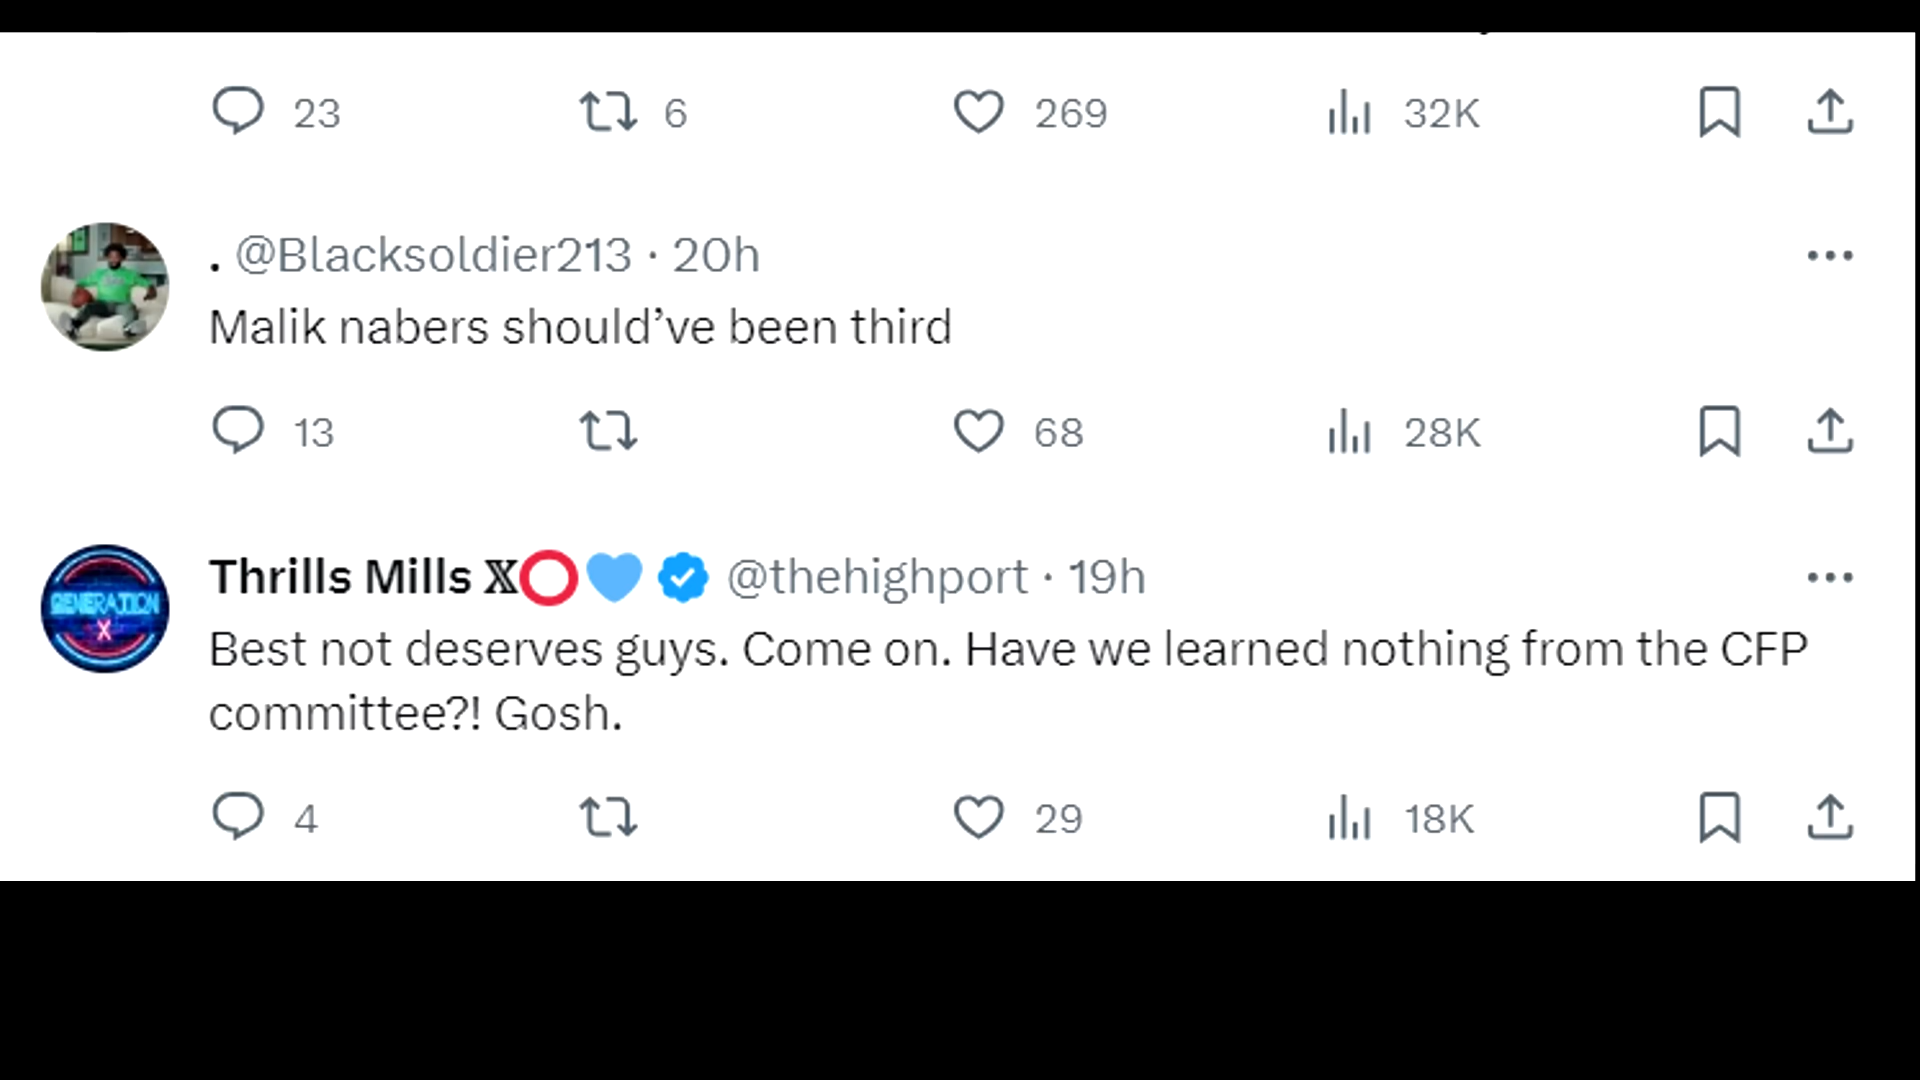 23 6 269 32K
. @Blacksoldier213 · 20h
Malik nabers should’ve been third
13 68 28K
GENERATION
X
Thrills Mills 𝕏⭕💙 @thehighport · 19h
Best not deserves guys. Come on. Have we learned nothing from the CFP
committee?! Gosh.
4 29 18K